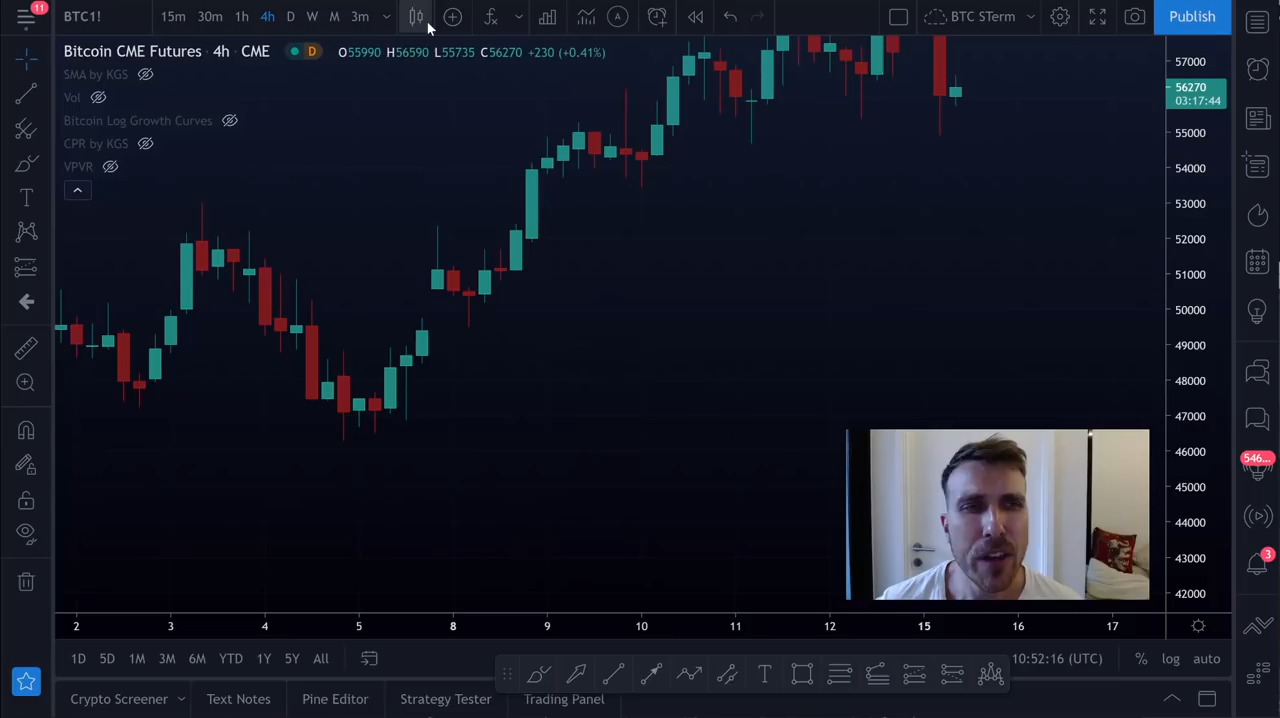 11
BTC1!
15m 30m 1h 4h D W M 3m
BTC STerm
Publish
Bitcoin CME Futures · 4h · CME
D
O55990 H56590 L55735 C56270 +230 (+0.41%)
SMA by KGS
Vol
Bitcoin Log Growth Curves
CPR by KGS
VPVR
57000
56270
03:17:44
55000
54000
53000
52000
51000
50000
49000
48000
47000
46000
45000
44000
43000
42000
546...
3
2 3 4 5 8 9 10 11 12 15 16 17
1D 5D 1M 3M 6M YTD 1Y 5Y All
10:52:16 (UTC) % log auto
Crypto Screener Text Notes Pine Editor Strategy Tester Trading Panel